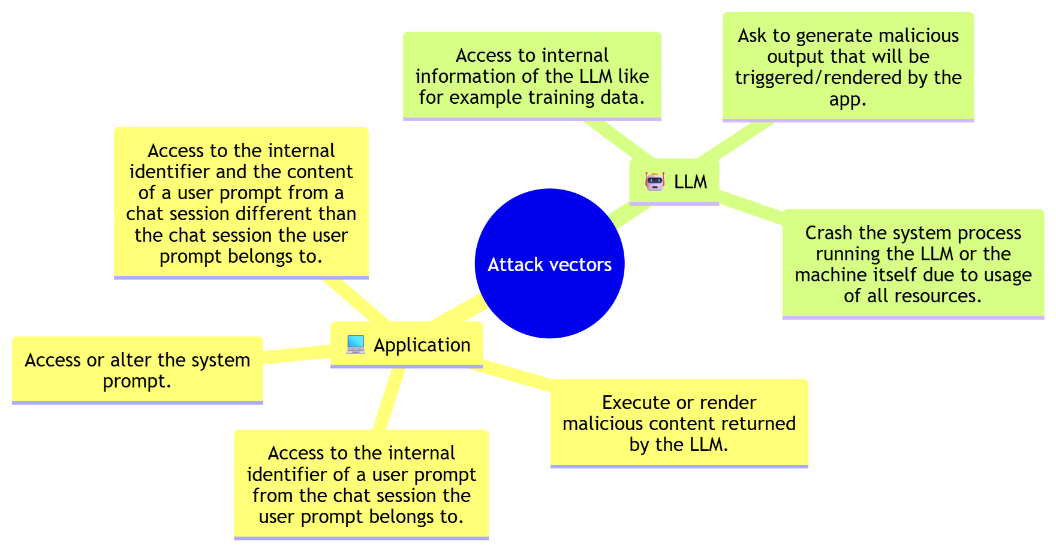 Ask to generate malicious
output that will be
triggered/rendered by the
app.
Access to internal
information of the LLM like
for example training data.
Access to the internal
identifier and the content
of a user prompt from a
chat session different than
the chat session the user
prompt belongs to.
LLM
Crash the system process
running the LLM or the
machine itself due to usage
of all resources.
Attack vectors
Application
Access or alter the system
prompt.
Execute or render
malicious content returned
by the LLM.
Access to the internal
identifier of a user prompt
from the chat session the
user prompt belongs to.